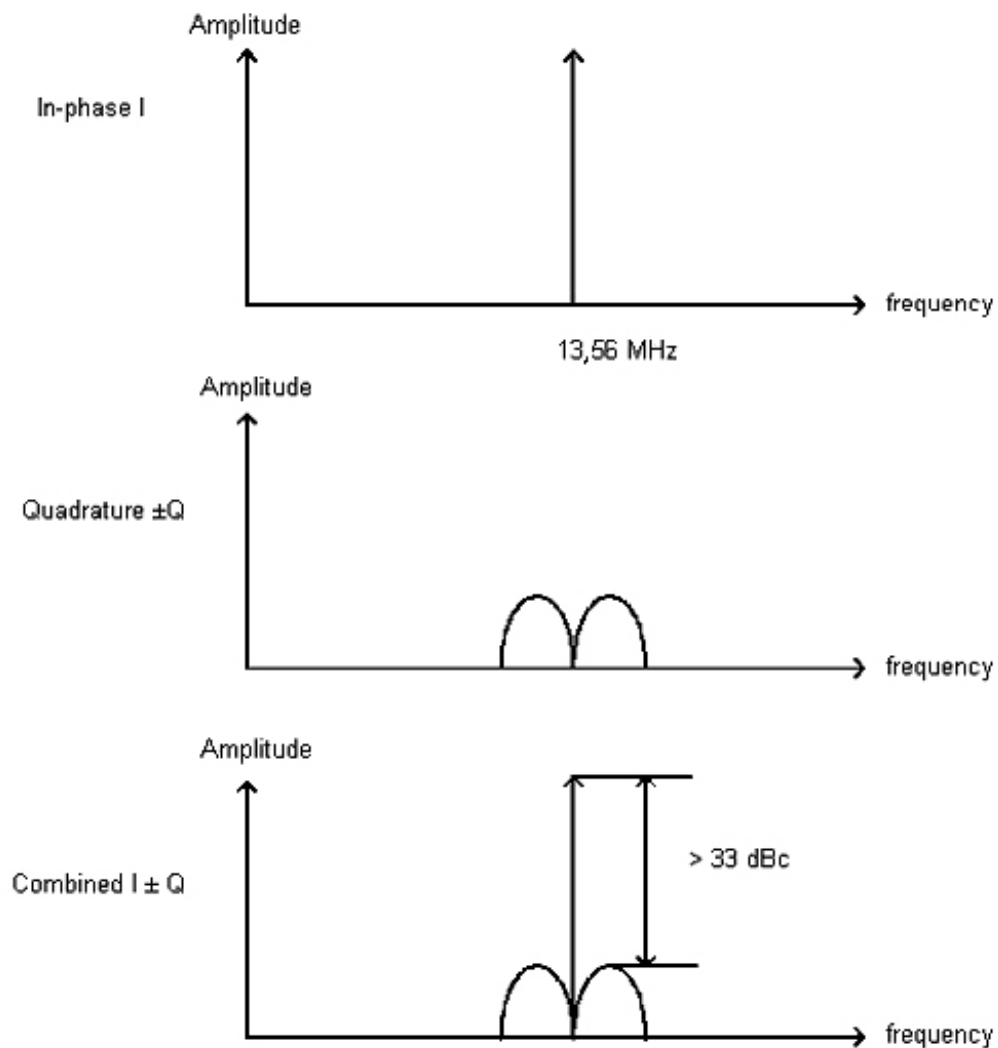 Amplitude
In-phase I
frequency
13,56 MHz
Amplitude
Quadrature ±Q
frequency
Amplitude
> 33 dBc
Combined I ± Q
frequency